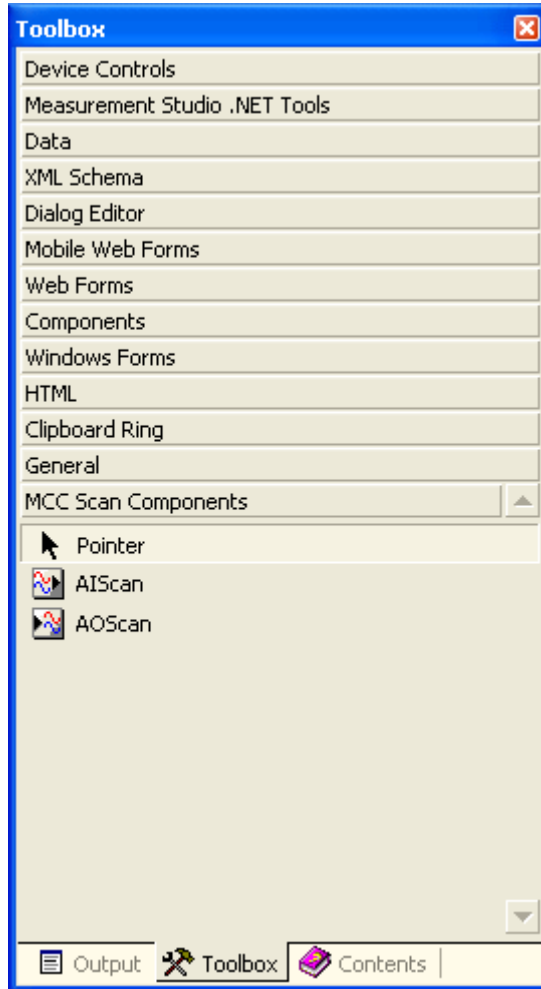 Toolbox
Device Controls
Measurement Studio .NET Tools
Data
XML Schema
Dialog Editor
Mobile Web Forms
Web Forms
Components
Windows Forms
HTML
Clipboard Ring
General
MCC Scan Components
Pointer
AIScan
AOScan
Output Toolbox Contents